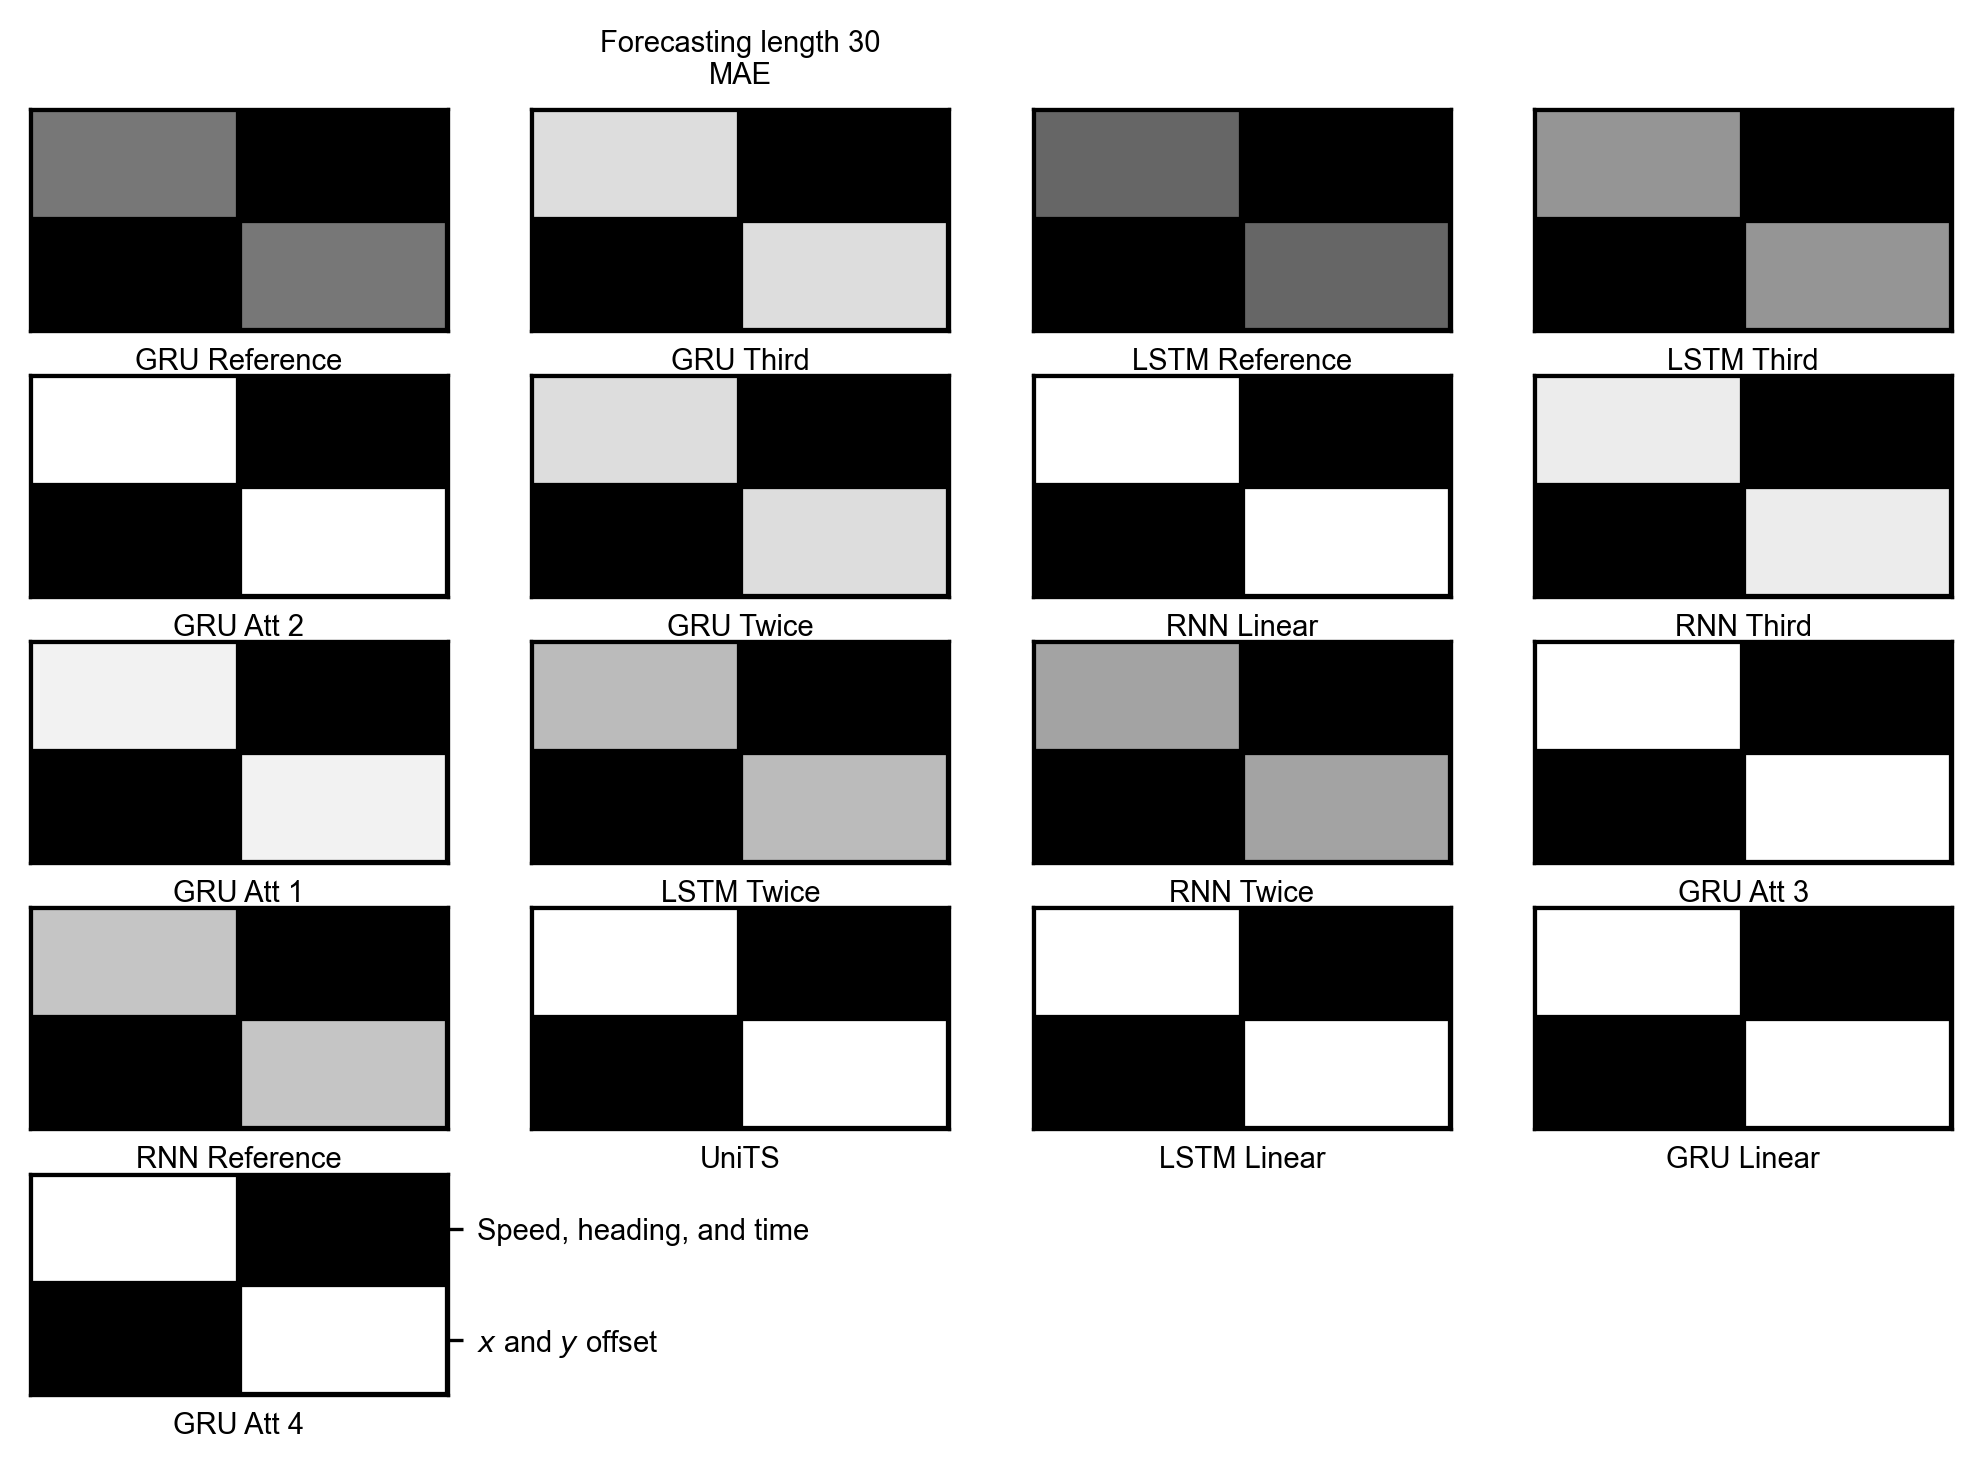 Forecasting length 30
MAE
GRU Reference
GRU Third
LSTM Reference
LSTM Third
GRU Att 2
GRU Twice
RNN Linear
RNN Third
GRU Att 1
LSTM Twice
RNN Twice
GRU Att 3
RNN Reference
UniTS
LSTM Linear
GRU Linear
Speed, heading, and time
x and y offset
GRU Att 4